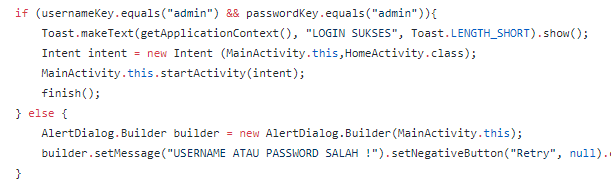 if (usernameKey.equals("admin") && passwordKey.equals("admin")){
Toast.makeText(getApplicationContext(), "LOGIN SUKSES", Toast.LENGTH_SHORT).show();
Intent intent = new Intent (MainActivity.this,HomeActivity.class);
MainActivity.this.startActivity(intent);
finish();
} else {
AlertDialog.Builder builder = new AlertDialog.Builder(MainActivity.this);
builder.setMessage("USERNAME ATAU PASSWORD SALAH !").setNegativeButton("Retry", null).
}